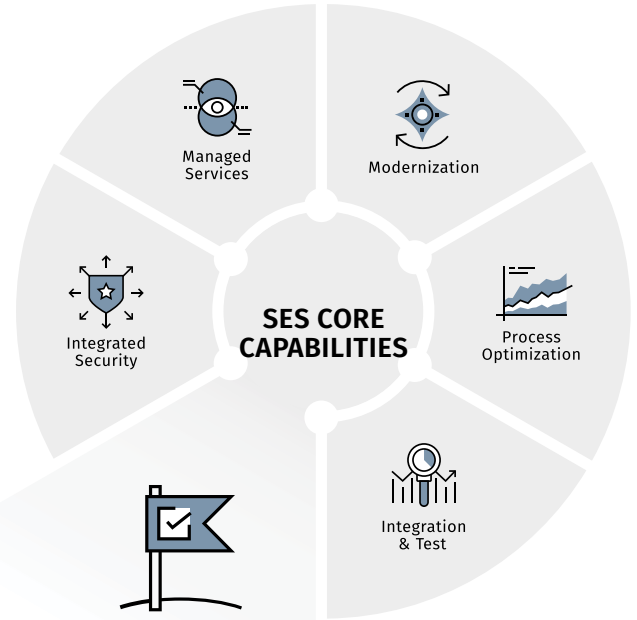 Managed
Services
Modernization
Integrated
Security
SES CORE
CAPABILITIES
Process
Optimization
Integration
& Test